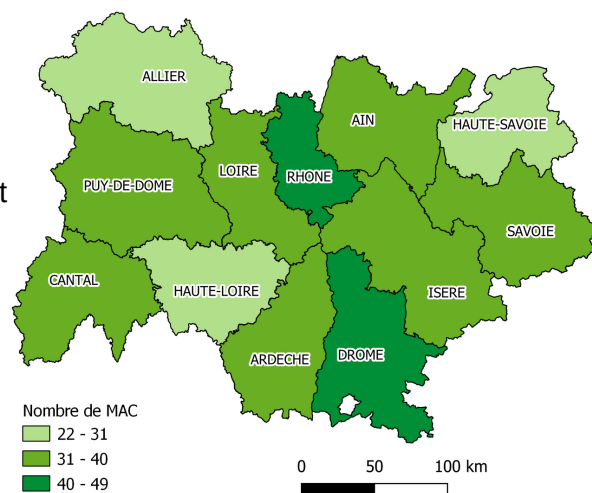 ALLIER
AIN
HAUTE-SAVOIE
LOIRE
RHONE
PUY-DE-DOME
t
SAVOIE
CANTAL
HAUTE-LOIRE
ISERE
ARDECHE
DROME
Nombre de MAC
22 - 31
31 - 40
40 - 49
0 50 100 km